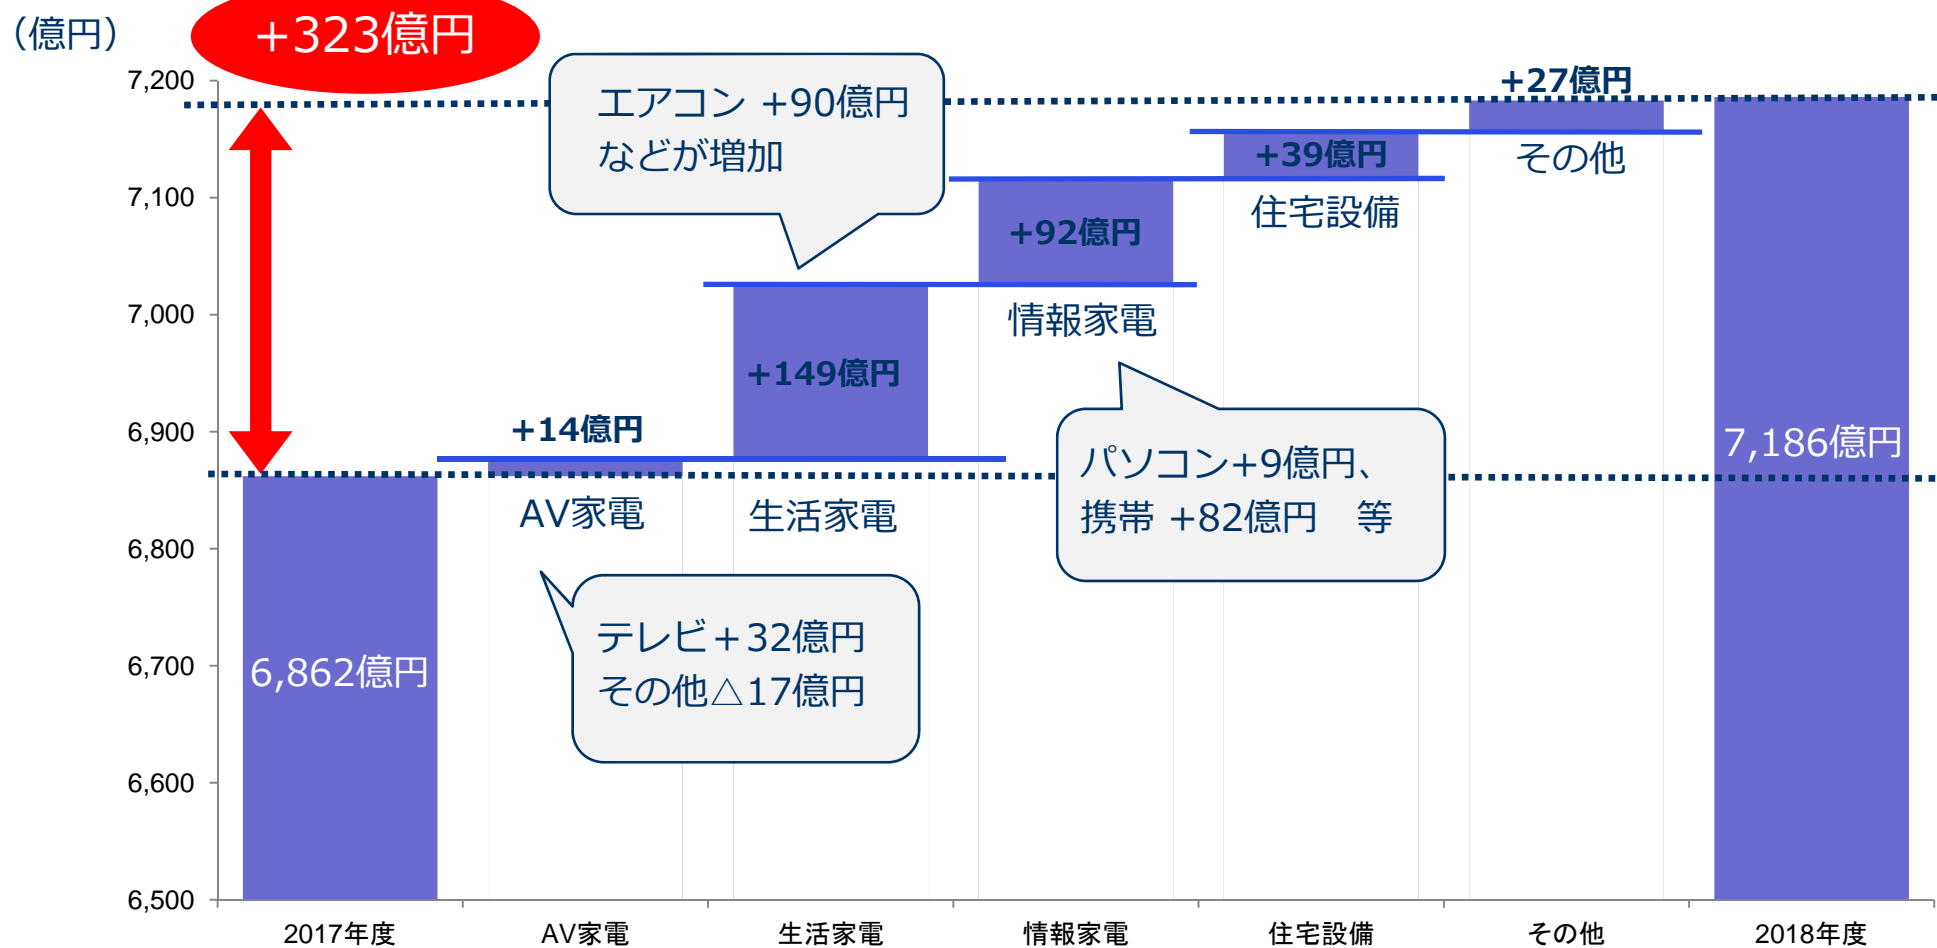 （億円）
+323億円
7,200
7,100
7,000
6,900
6,800
6,700
6,600
6,500
エアコン +90億円
などが増加
+27億円
その他
+39億円
住宅設備
+92億円
情報家電
+149億円
生活家電
+14億円
AV家電
パソコン+9億円、
携帯 +82億円　等
テレビ＋32億円
その他△17億円
6,862億円
7,186億円
2017年度
AV家電
生活家電
情報家電
住宅設備
その他
2018年度